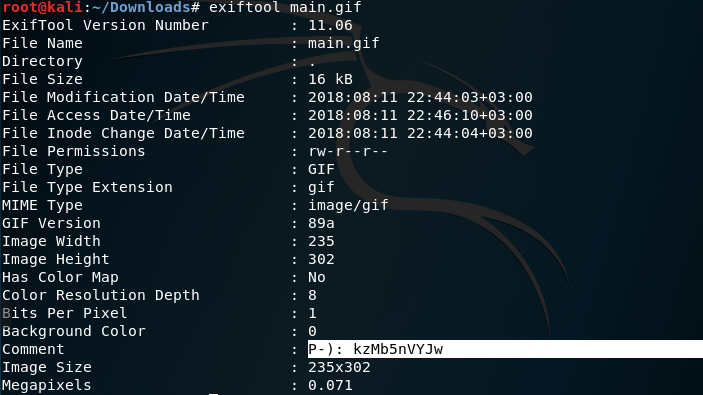 root@kali:~/Downloads# exiftool main.gif
ExifTool Version Number : 11.06
File Name : main.gif
Directory : .
File Size : 16 kB
File Modification Date/Time : 2018:08:11 22:44:03+03:00
File Access Date/Time : 2018:08:11 22:46:10+03:00
File Inode Change Date/Time : 2018:08:11 22:44:04+03:00
File Permissions : rw-r--r--
File Type : GIF
File Type Extension : gif
MIME Type : image/gif
GIF Version : 89a
Image Width : 235
Image Height : 302
Has Color Map : No
Color Resolution Depth : 8
Bits Per Pixel : 1
Background Color : 0
Comment : P-): kzMb5nVYJw
Image Size : 235x302
Megapixels : 0.071